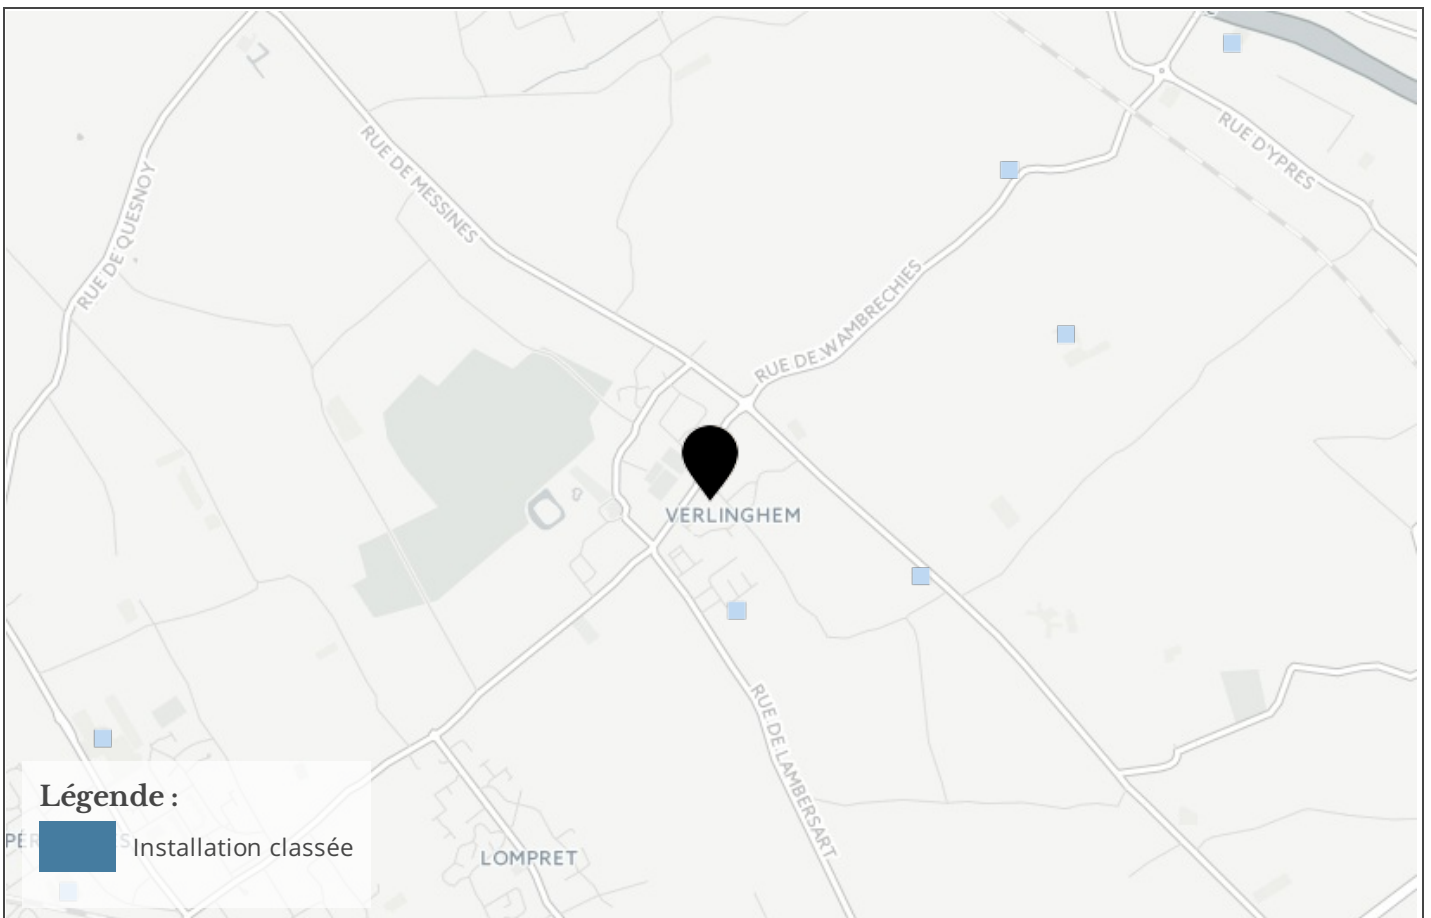 RUE DE MESSINES
RUE D'YPRES
RUE DE QUESNOY
RUE DE WAMBRECHIES
VERLINGHEM
RUE DE LAMBERSART
Légende :
Installation classée
LOMPRET